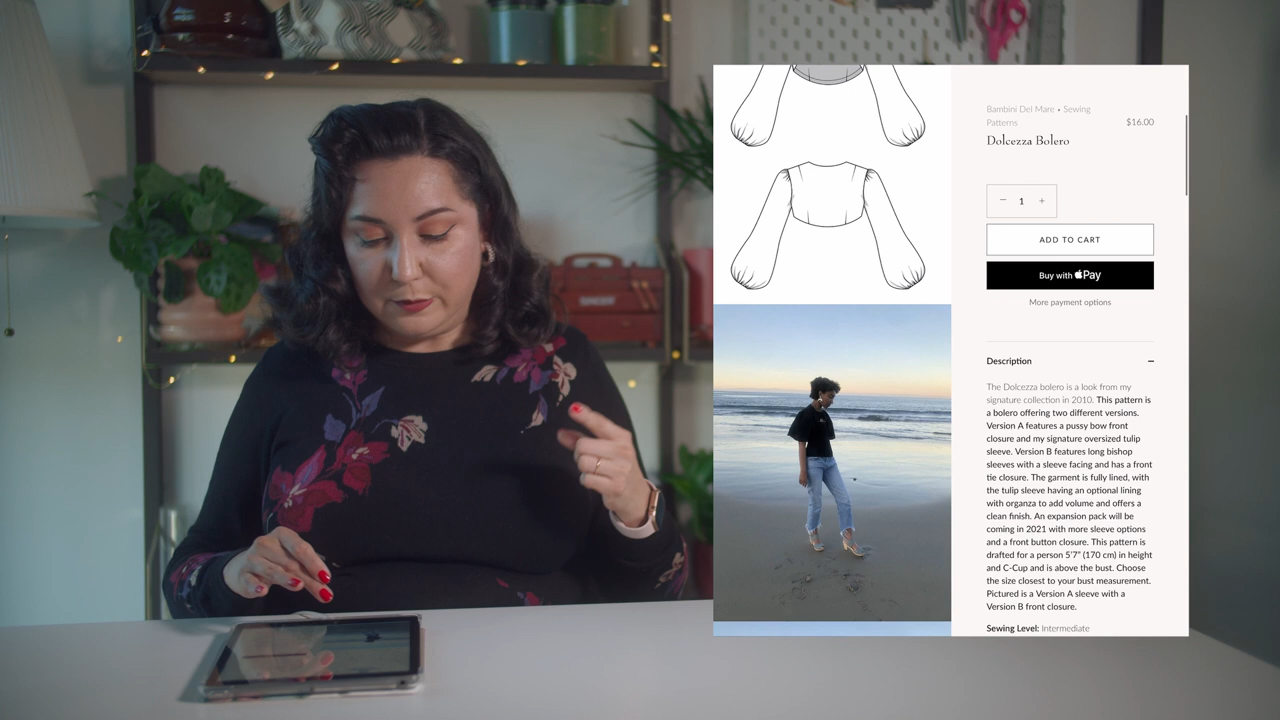 Bambini Del Mare • Sewing
Patterns
$16.00
Dolcezza Bolero
− 1 +
ADD TO CART
Buy with Pay
More payment options
Description −
The Dolcezza bolero is a look from my
signature collection in 2010. This pattern is
a bolero offering two different versions.
Version A features a pussy bow front
closure and my signature oversized tulip
sleeve. Version B features long bishop
sleeves with a sleeve facing and has a front
tie closure. The garment is fully lined, with
the tulip sleeve having an optional lining
with organza to add volume and offers a
clean finish. An expansion pack will be
coming in 2021 with more sleeve options
and a front button closure. This pattern is
drafted for a person 5'7" (170 cm) in height
and C-Cup and is above the bust. Choose
the size closest to your bust measurement.
Pictured is a Version A sleeve with a
Version B front closure.
Sewing Level: Intermediate